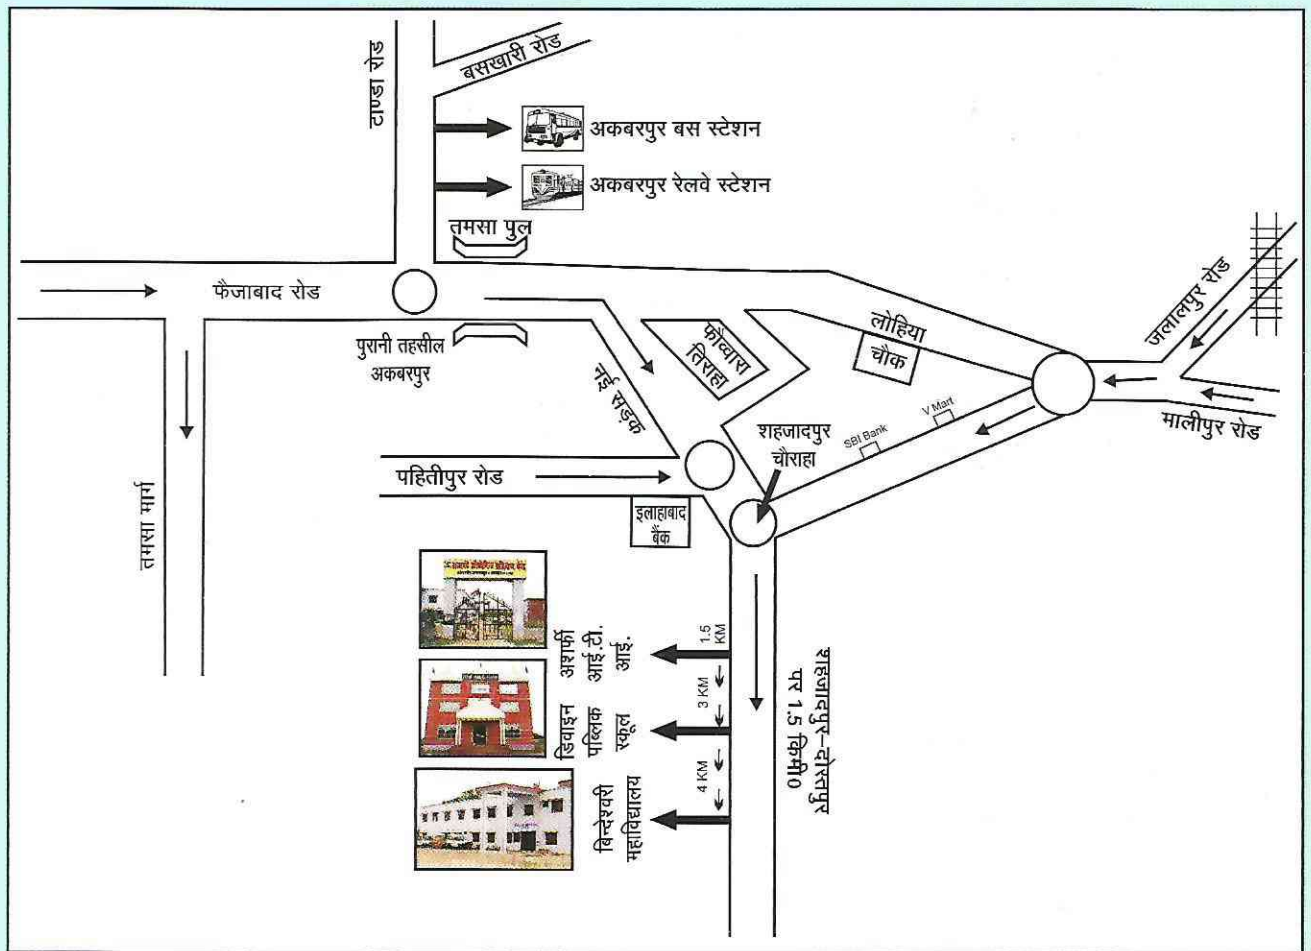 टाण्डा रोड
बसखारी रोड
अकबरपुर बस स्टेशन
अकबरपुर रेलवे स्टेशन
तमसा पुल
फैजाबाद रोड
पुरानी तहसील
अकबरपुर
नई सड़क
फौव्वारा
तिराहा
लोहिया
चौक
जलालपुर रोड
मालीपुर रोड
V Mart
SBI Bank
शहजादपुर
चौराहा
पहितीपुर रोड
इलाहाबाद
बैंक
तमसा मार्ग
1.5
KM
अशर्फी
आई.टी.
आई.
3 KM
डिवाइन
पब्लिक
स्कूल
4 KM
बिन्देश्वरी
महाविद्यालय
शहजादपुर-दोस्तपुर
पर 1.5 किमी0